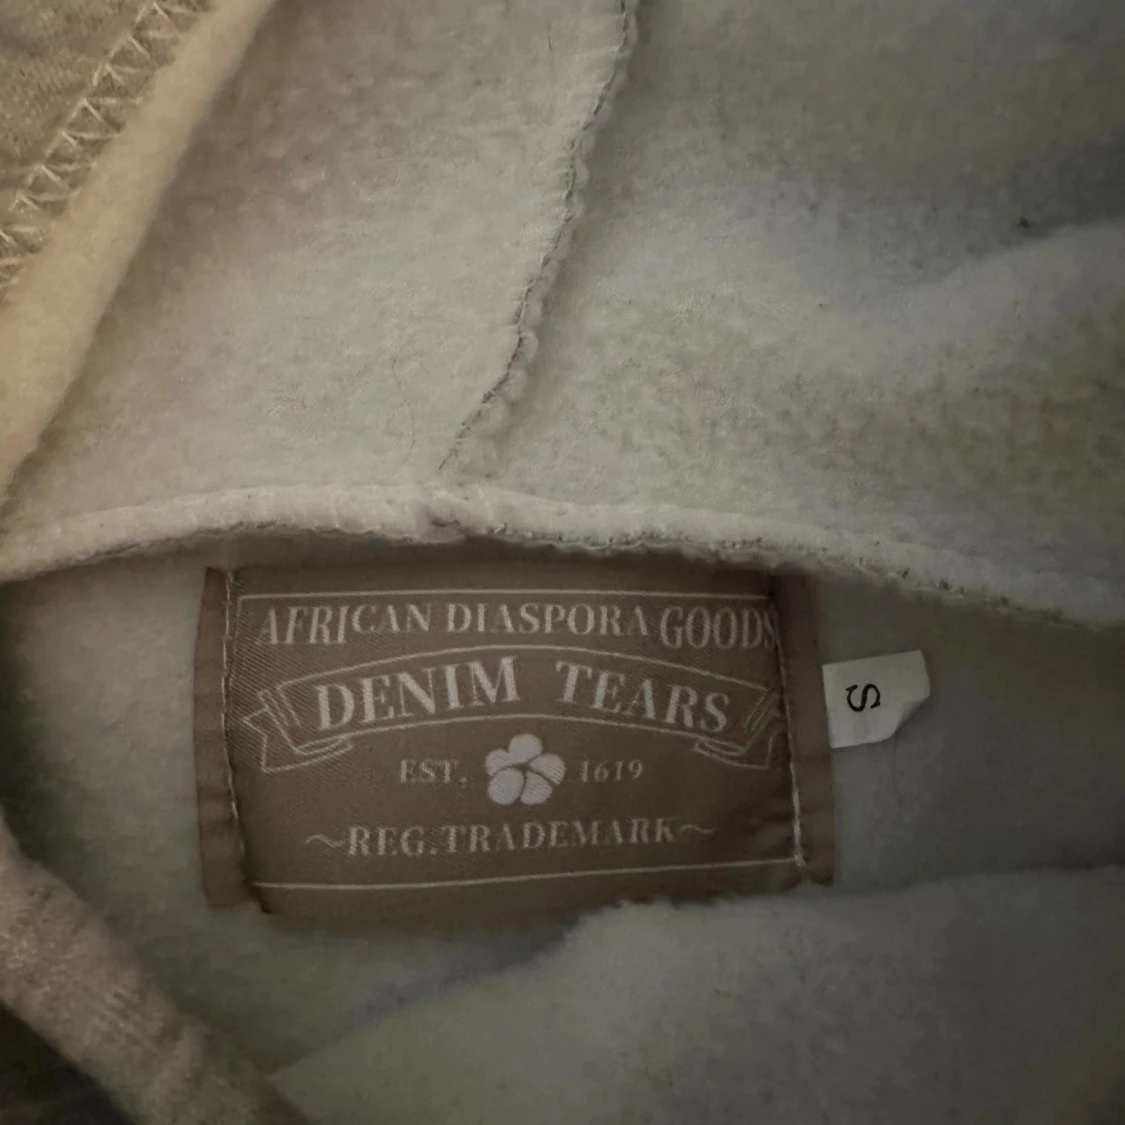 AFRICAN DIASPORA GOODS
DENIM TEARS
EST. 1619
~REG.TRADEMARK~
S